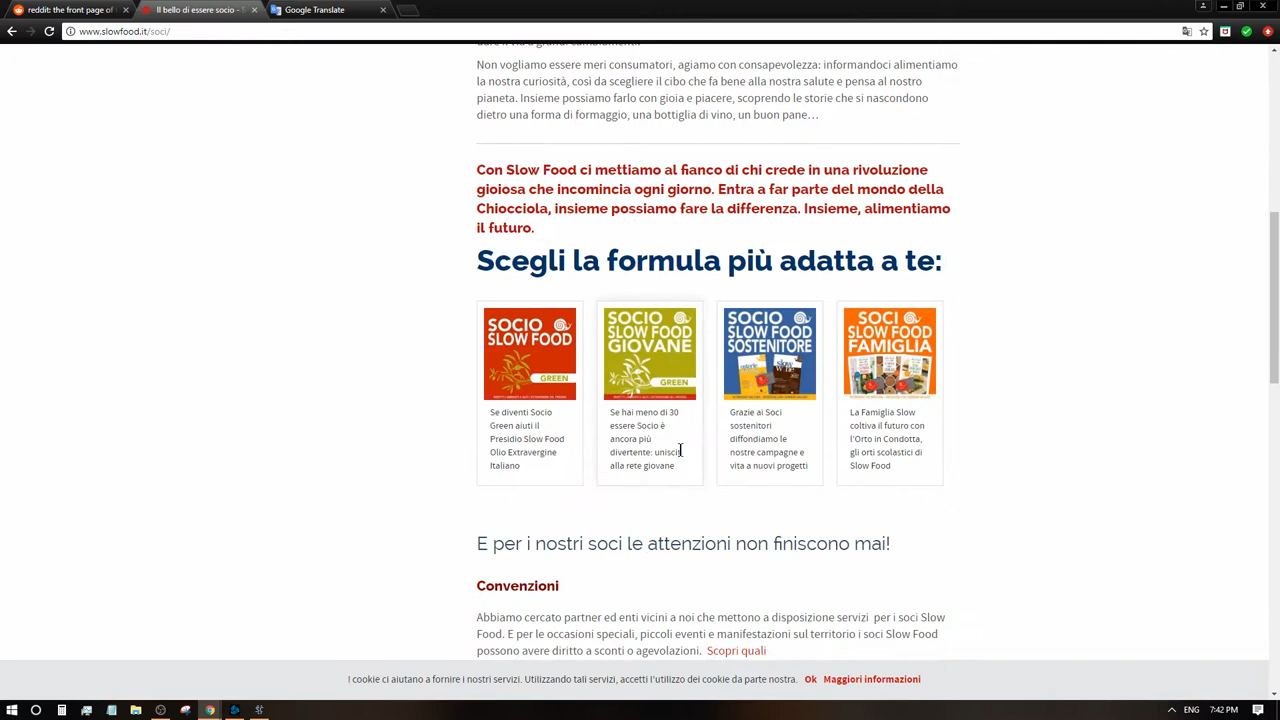 reddit: the front page of
Il bello di essere socio - S
Google Translate
www.slowfood.it/soci/
Non vogliamo essere meri consumatori, agiamo con consapevolezza: informandoci alimentiamo
la nostra curiosità, così da scegliere il cibo che fa bene alla nostra salute e pensa al nostro
pianeta. Insieme possiamo farlo con gioia e piacere, scoprendo le storie che si nascondono
dietro una forma di formaggio, una bottiglia di vino, un buon pane…
Con Slow Food ci mettiamo al fianco di chi crede in una rivoluzione
gioiosa che incomincia ogni giorno. Entra a far parte del mondo della
Chiocciola, insieme possiamo fare la differenza. Insieme, alimentiamo
il futuro.
Scegli la formula più adatta a te:
SOCIO
SLOW FOOD
GREEN
Se diventi Socio
Green aiuti il
Presidio Slow Food
Olio Extravergine
Italiano
SOCIO
SLOW FOOD
GIOVANE
GREEN
Se hai meno di 30
essere Socio è
ancora più
divertente: unisciti
alla rete giovane
SOCIO
SLOW FOOD
SOSTENITORE
Grazie ai Soci
sostenitori
diffondiamo le
nostre campagne e
vita a nuovi progetti
SOCI
SLOW FOOD
FAMIGLIA
La Famiglia Slow
coltiva il futuro con
l'Orto in Condotta,
gli orti scolastici di
Slow Food
E per i nostri soci le attenzioni non finiscono mai!
Convenzioni
Abbiamo cercato partner ed enti vicini a noi che mettono a disposizione servizi per i soci Slow
Food. E per le occasioni speciali, piccoli eventi e manifestazioni sul territorio i soci Slow Food
possono avere diritto a sconti o agevolazioni. Scopri quali
I cookie ci aiutano a fornire i nostri servizi. Utilizzando tali servizi, accetti l'utilizzo dei cookie da parte nostra. Ok Maggiori informazioni
ENG 7:42 PM